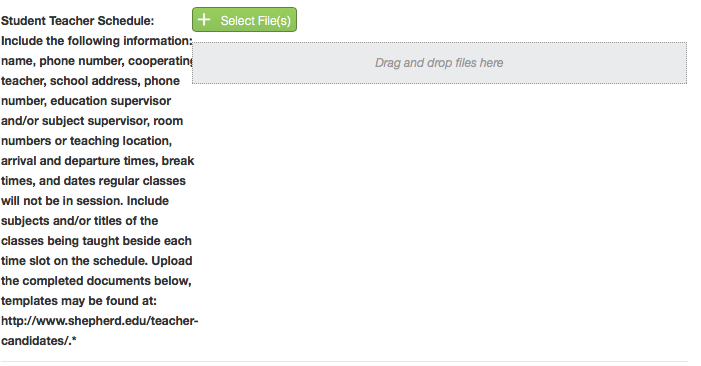 Student Teacher Schedule:
Include the following information:
name, phone number, cooperating
teacher, school address, phone
number, education supervisor
and/or subject supervisor, room
numbers or teaching location,
arrival and departure times, break
times, and dates regular classes
will not be in session. Include
subjects and/or titles of the
classes being taught beside each
time slot on the schedule. Upload
the completed documents below,
templates may be found at:
http://www.shepherd.edu/teacher-
candidates/.*
+ Select File(s)
Drag and drop files here